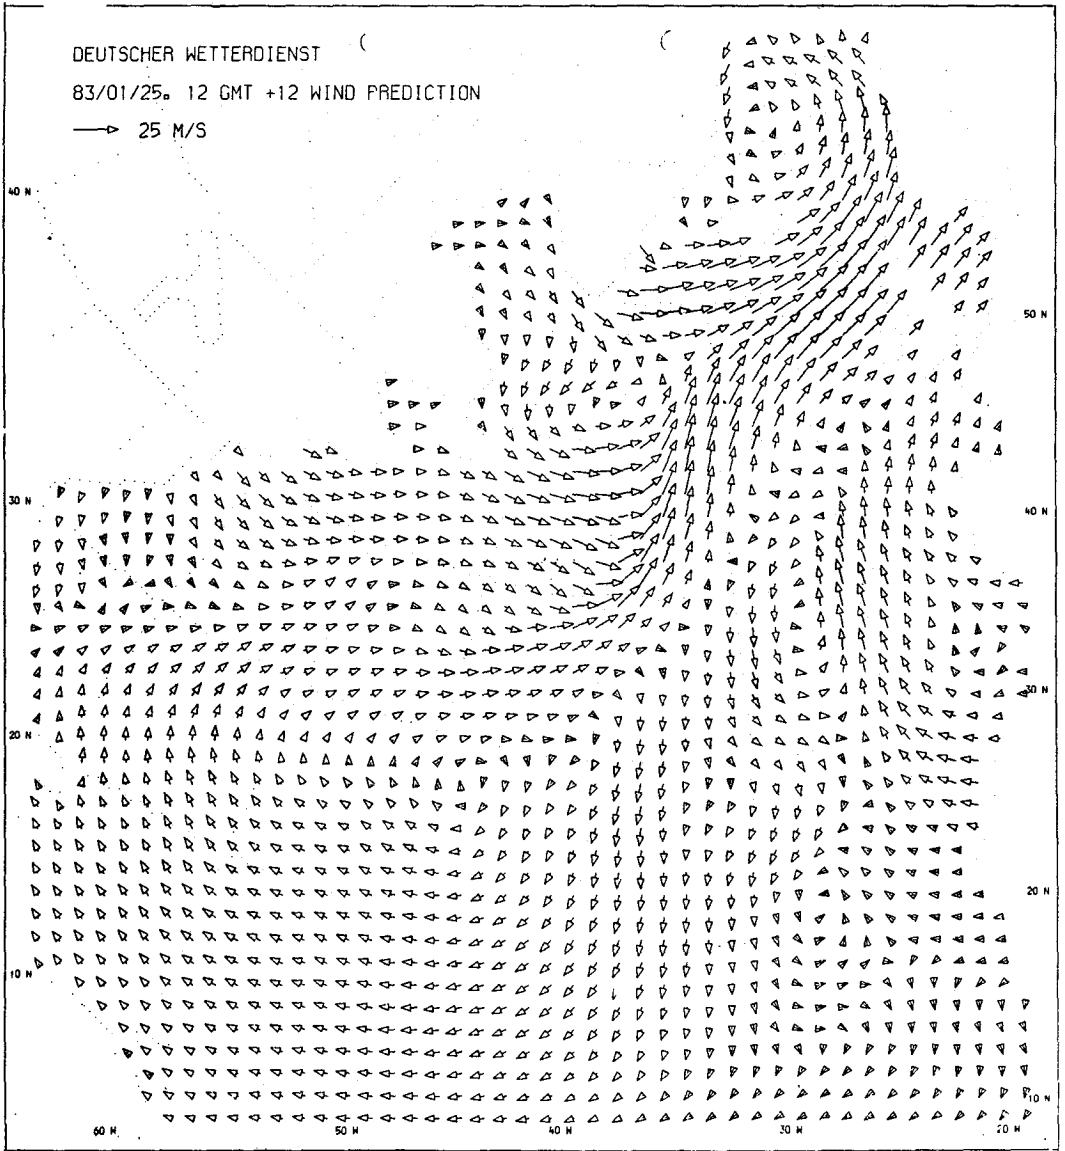 DEUTSCHER WETTERDIENST
83/01/25. 12 GMT +12 WIND PREDICTION
25 M/S
40 N
50 N
30 N
40 N
30 N
20 N
20 N
10 N
10 N
60 W
50 W
40 W
30 W
20 W